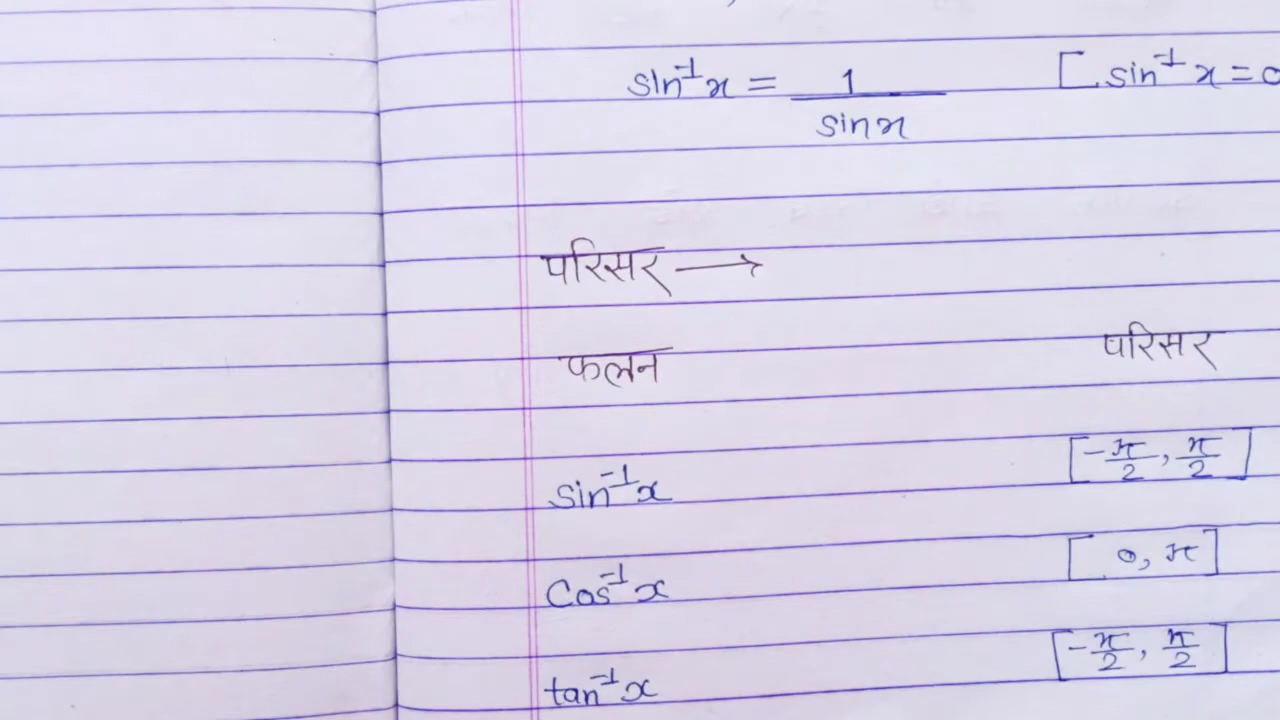 sin⁻¹x = 1/sinx [sin⁻¹x = 
परिसर →
फलन परिसर
sin⁻¹x [-π/2, π/2]
Cos⁻¹x [0, π]
tan⁻¹x [-π/2, π/2]